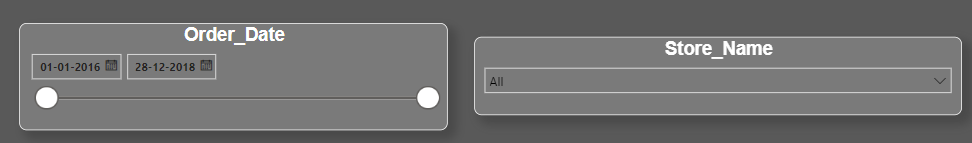 Order_Date
01-01-2016 28-12-2018
Store_Name
All